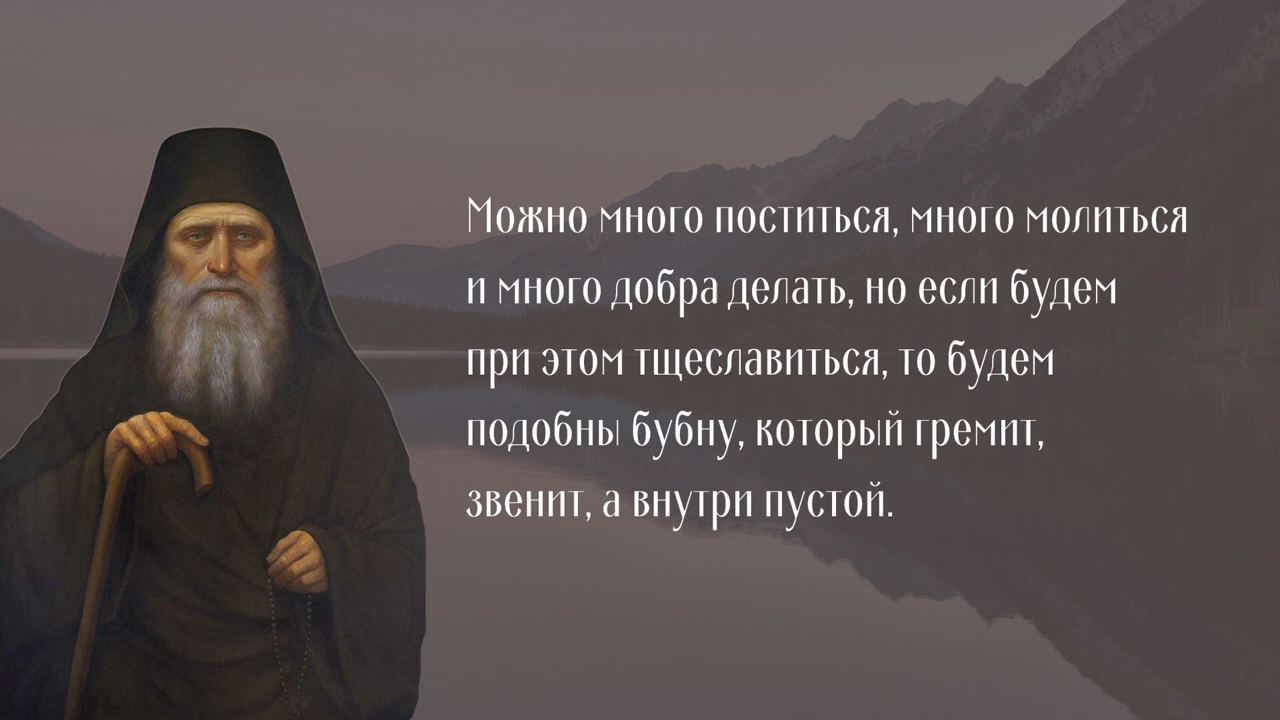 Можно много поститься, много молиться
и много добра делать, но если будем
при этом тщеславиться, то будем
подобны бубну, который гремит,
звенит, а внутри пустой.